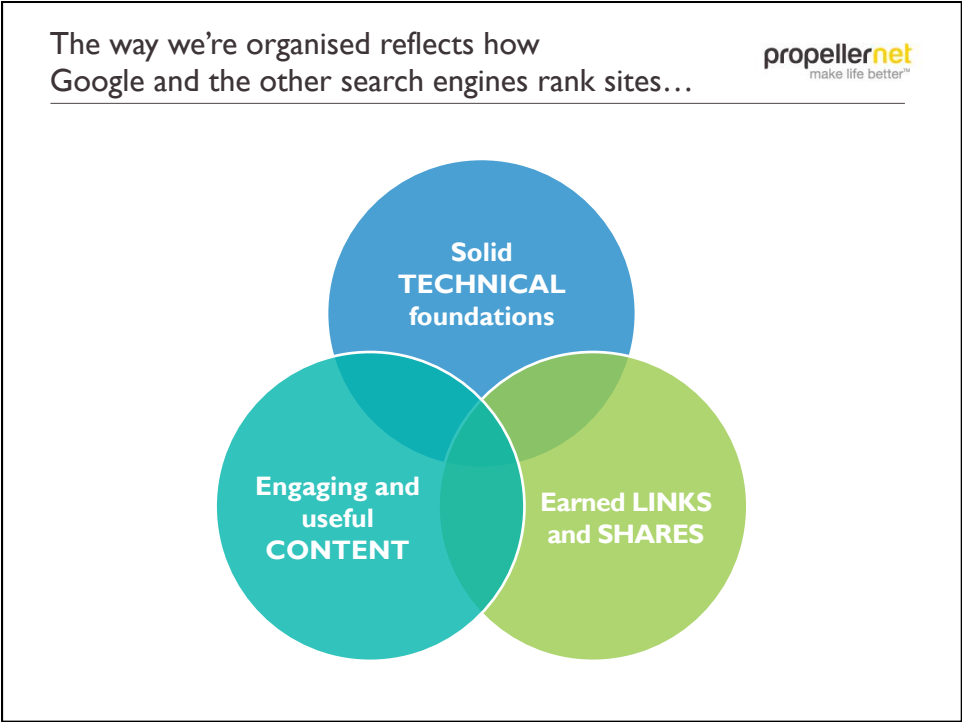 The way we’re organised reflects how
Google and the other search engines rank sites…
propellernet
make life better™
Solid
TECHNICAL
foundations
Engaging and
useful
CONTENT
Earned LINKS
and SHARES